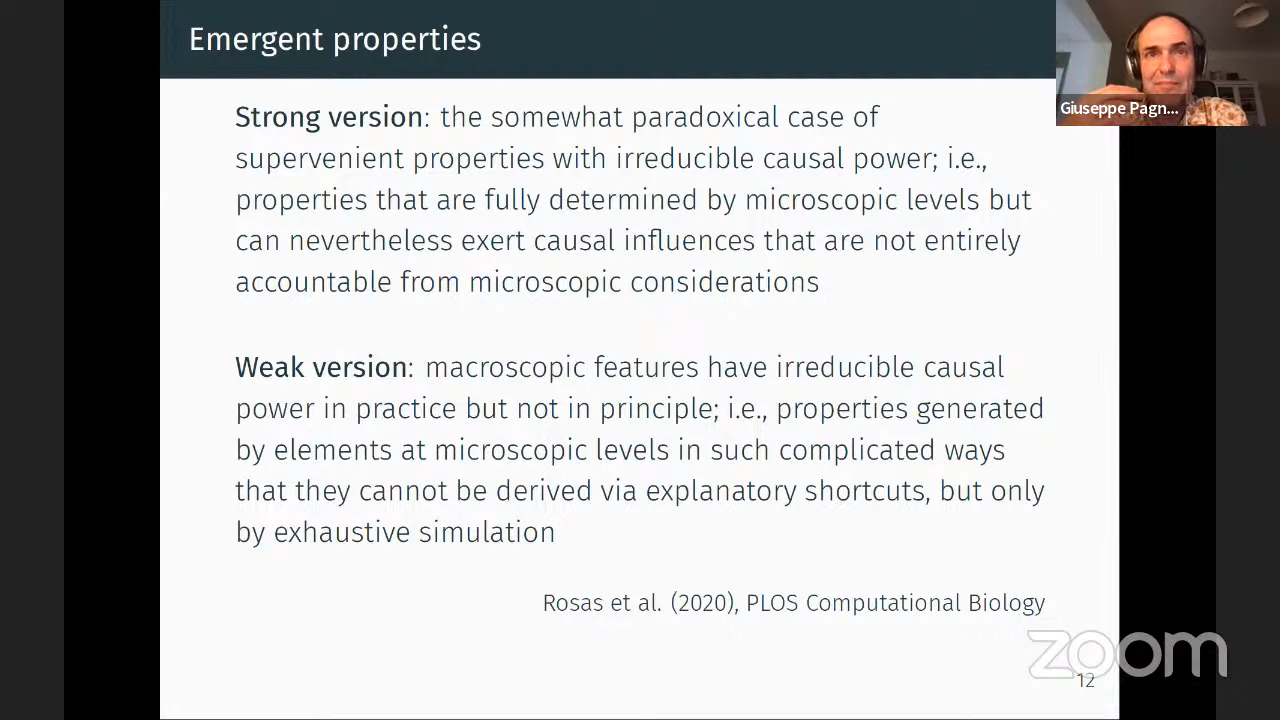 Emergent properties
Giuseppe Pagn...
Strong version: the somewhat paradoxical case of
supervenient properties with irreducible causal power; i.e.,
properties that are fully determined by microscopic levels but
can nevertheless exert causal influences that are not entirely
accountable from microscopic considerations
Weak version: macroscopic features have irreducible causal
power in practice but not in principle; i.e., properties generated
by elements at microscopic levels in such complicated ways
that they cannot be derived via explanatory shortcuts, but only
by exhaustive simulation
Rosas et al. (2020), PLOS Computational Biology
zoom
12